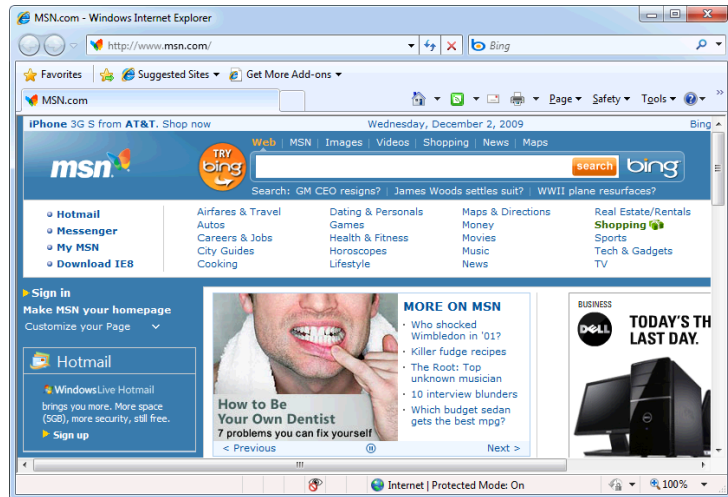 MSN.com - Windows Internet Explorer
http://www.msn.com/
Bing
Favorites
Suggested Sites
Get More Add-ons
MSN.com
Page
Safety
Tools
»
iPhone 3G S from AT&T. Shop now
Wednesday, December 2, 2009
Bing
Web | MSN | Images | Videos | Shopping | News | Maps
msn
TRY
bing
search
bing
Search: GM CEO resigns? | James Woods settles suit? | WWII plane resurfaces?
Hotmail
Messenger
My MSN
Download IE8
Airfares & Travel
Autos
Careers & Jobs
City Guides
Cooking
Dating & Personals
Games
Health & Fitness
Horoscopes
Lifestyle
Maps & Directions
Money
Movies
Music
News
Real Estate/Rentals
Shopping
Sports
Tech & Gadgets
TV
Sign in
Make MSN your homepage
Customize your Page
Hotmail
WindowsLive Hotmail
brings you more. More space
(5GB), more security, still free.
Sign up
How to Be
Your Own Dentist
7 problems you can fix yourself
< Previous
Next >
MORE ON MSN
· Who shocked
Wimbledon in '01?
· Killer fudge recipes
· The Root: Top
unknown musician
· 10 interview blunders
· Which budget sedan
gets the best mpg?
BUSINESS
DELL
TODAY'S TH
LAST DAY.
Internet | Protected Mode: On
100%